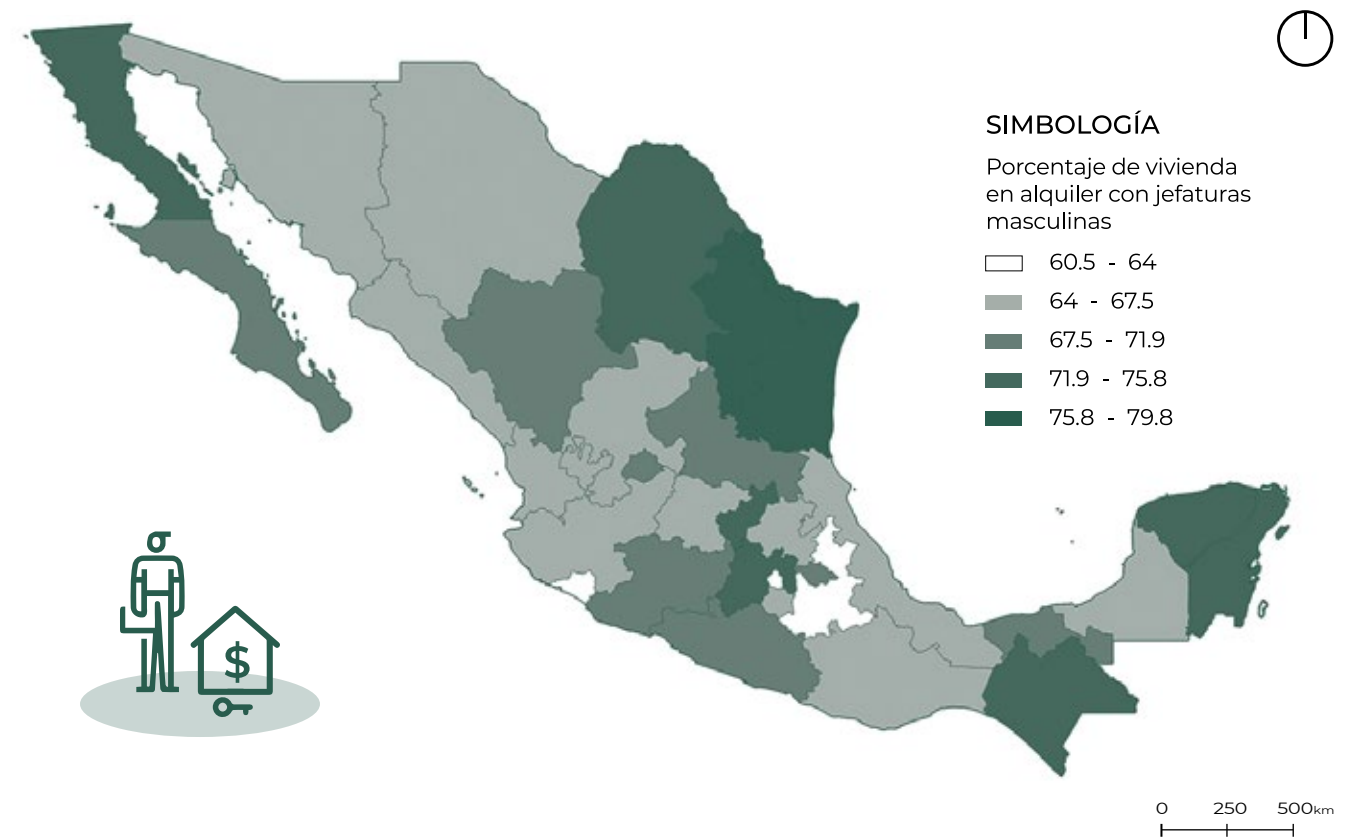 SIMBOLOGÍA
Porcentaje de vivienda
en alquiler con jefaturas
masculinas
60.5 - 64
64 - 67.5
67.5 - 71.9
71.9 - 75.8
75.8 - 79.8
$
0 250 500km